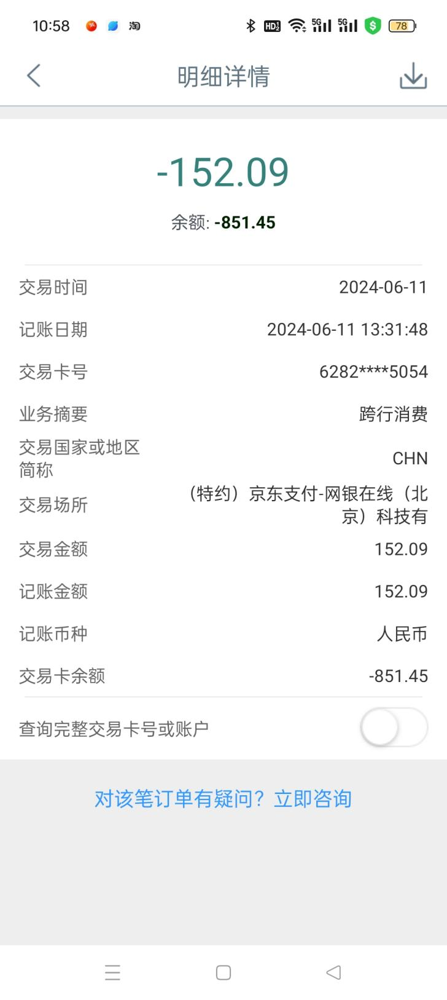 10:58 淘 HD 1 2 5G 5G $ 78
明细详情
-152.09
余额: -851.45
交易时间 2024-06-11
记账日期 2024-06-11 13:31:48
交易卡号 6282****5054
业务摘要 跨行消费
交易国家或地区
简称 CHN
交易场所 （特约）京东支付-网银在线（北
京）科技有
交易金额 152.09
记账金额 152.09
记账币种 人民币
交易卡余额 -851.45
查询完整交易卡号或账户
对该笔订单有疑问？立即咨询